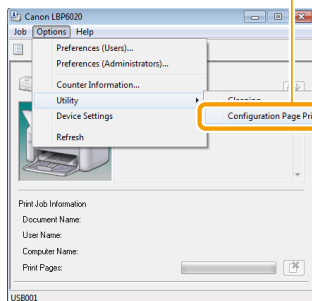 Canon LBP6020
Job Options Help
Preferences (Users)...
Preferences (Administrators)...
Counter Information...
Utility
Cleaning
Device Settings
Configuration Page Pri
Refresh
Print Job Information
Document Name:
User Name:
Computer Name:
Print Pages:
USB001